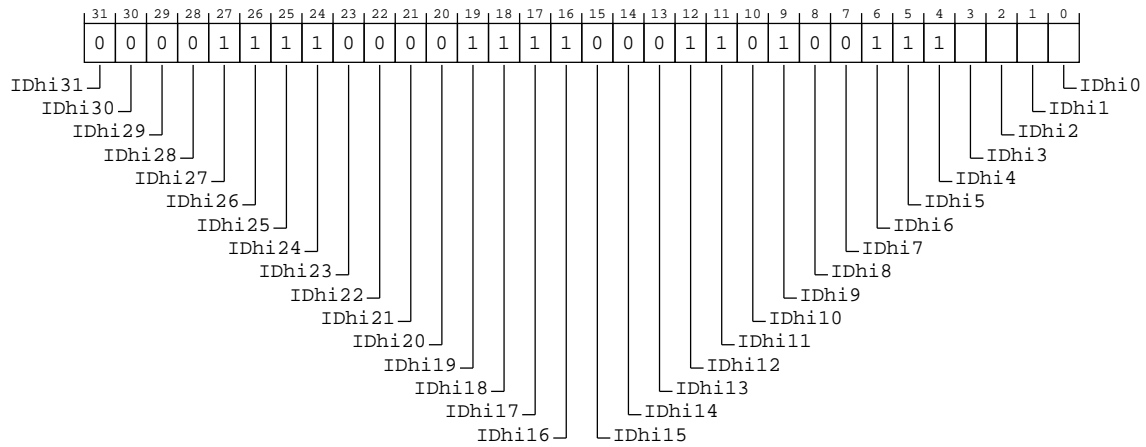 31 30 29 28 27 26 25 24 23 22 21 20 19 18 17 16 15 14 13 12 11 10 9 8 7 6 5 4 3 2 1 0
0 0 0 0 1 1 1 1 0 0 0 0 1 1 1 1 0 0 0 1 1 0 1 0 0 1 1 1
IDhi31 IDhi0
IDhi30 IDhi1
IDhi29 IDhi2
IDhi28 IDhi3
IDhi27 IDhi4
IDhi26 IDhi5
IDhi25 IDhi6
IDhi24 IDhi7
IDhi23 IDhi8
IDhi22 IDhi9
IDhi21 IDhi10
IDhi20 IDhi11
IDhi19 IDhi12
IDhi18 IDhi13
IDhi17 IDhi14
IDhi16 IDhi15